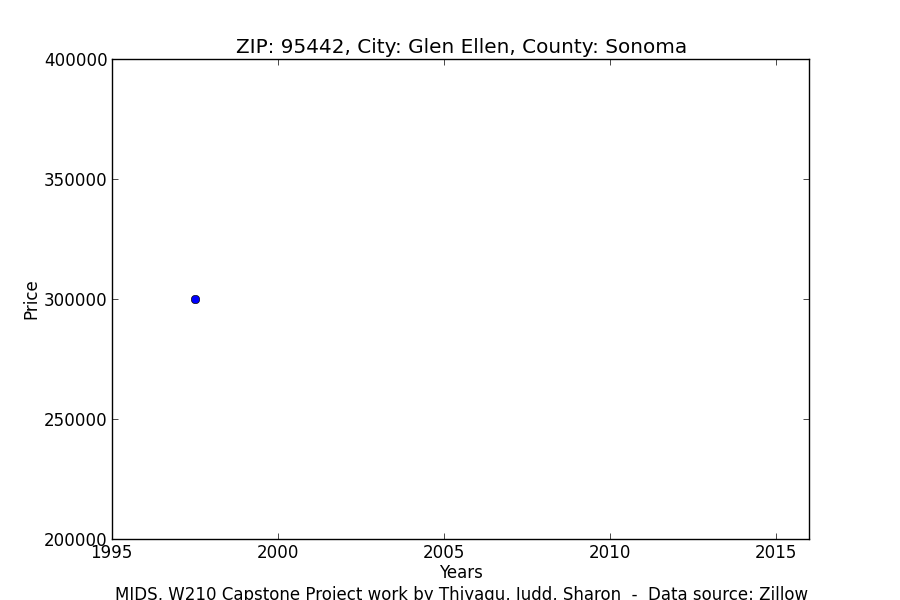 ZIP: 95442, City: Glen Ellen, County: Sonoma
400000
350000
300000
250000
200000
Price
1995 2000 2005 2010 2015
Years
MIDS, W210 Capstone Project work by Thiyagu, Judd, Sharon - Data source: Zillow